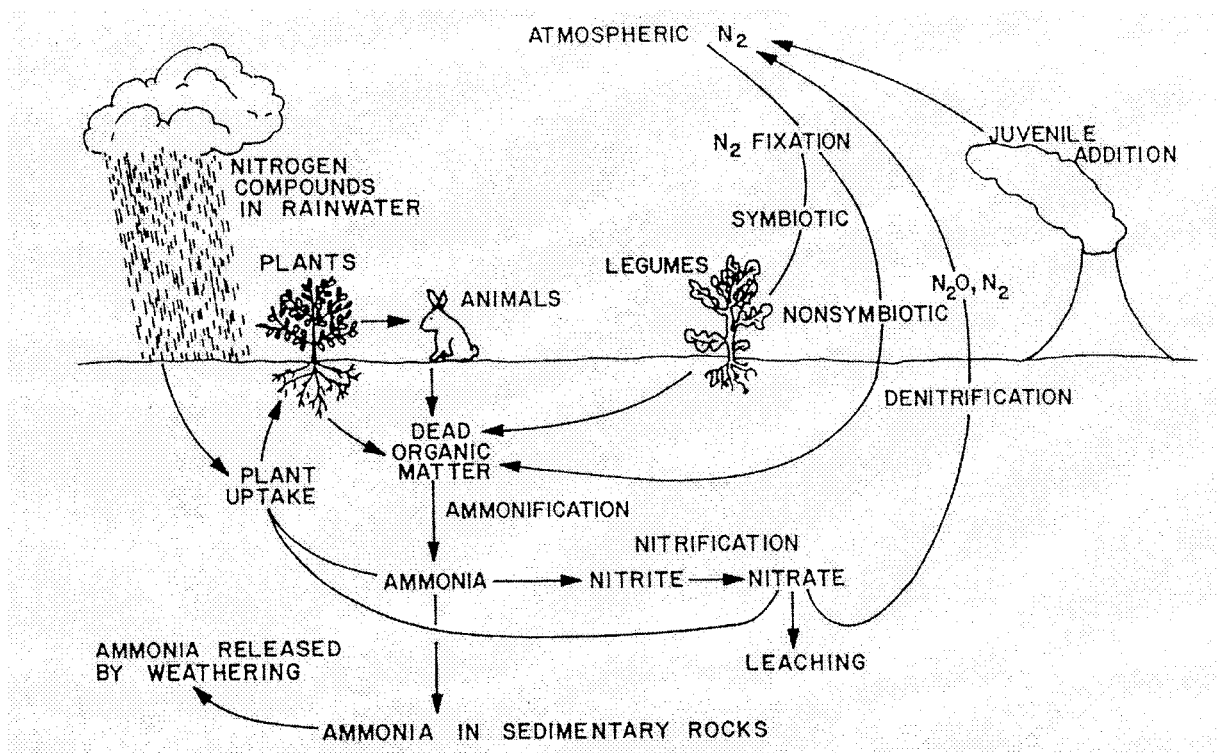 ATMOSPHERIC N₂
JUVENILE
ADDITION
N₂ FIXATION
NITROGEN
COMPOUNDS
IN RAINWATER
SYMBIOTIC
PLANTS
LEGUMES
ANIMALS
N₂O, N₂
NONSYMBIOTIC
DENITRIFICATION
DEAD
ORGANIC
MATTER
PLANT
UPTAKE
AMMONIFICATION
NITRIFICATION
AMMONIA
NITRITE
NITRATE
LEACHING
AMMONIA RELEASED
BY WEATHERING
AMMONIA IN SEDIMENTARY ROCKS